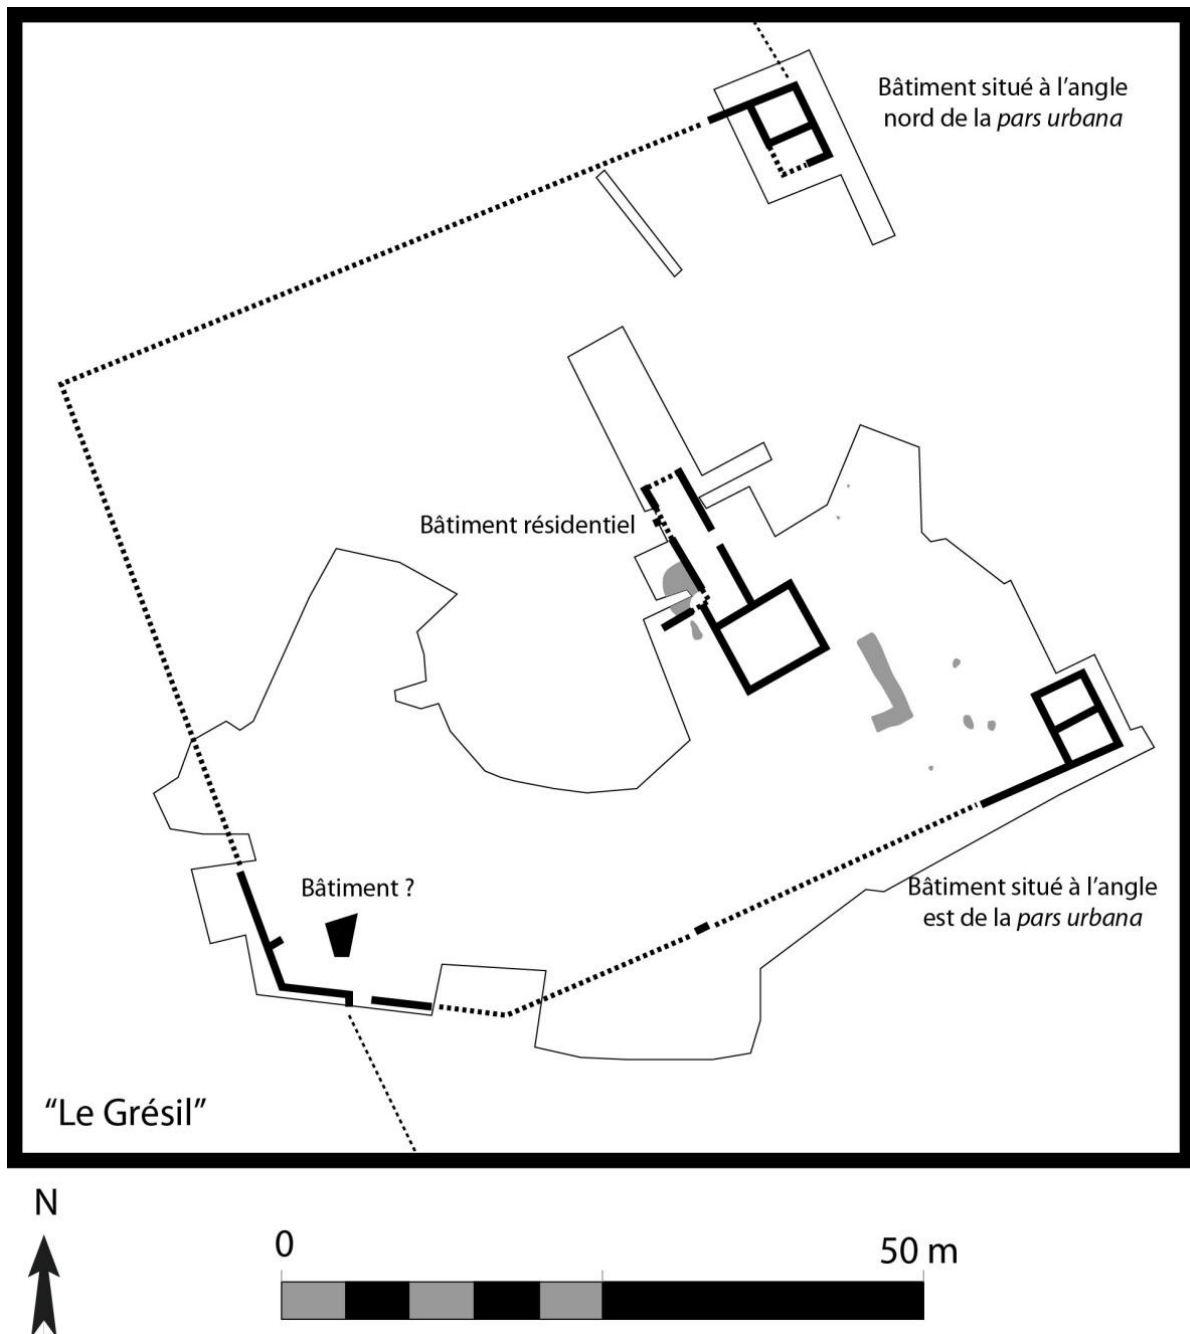 Bâtiment situé à l’angle
nord de la pars urbana
Bâtiment résidentiel
Bâtiment ?
Bâtiment situé à l’angle
est de la pars urbana
“Le Grésil”
N
0
50 m